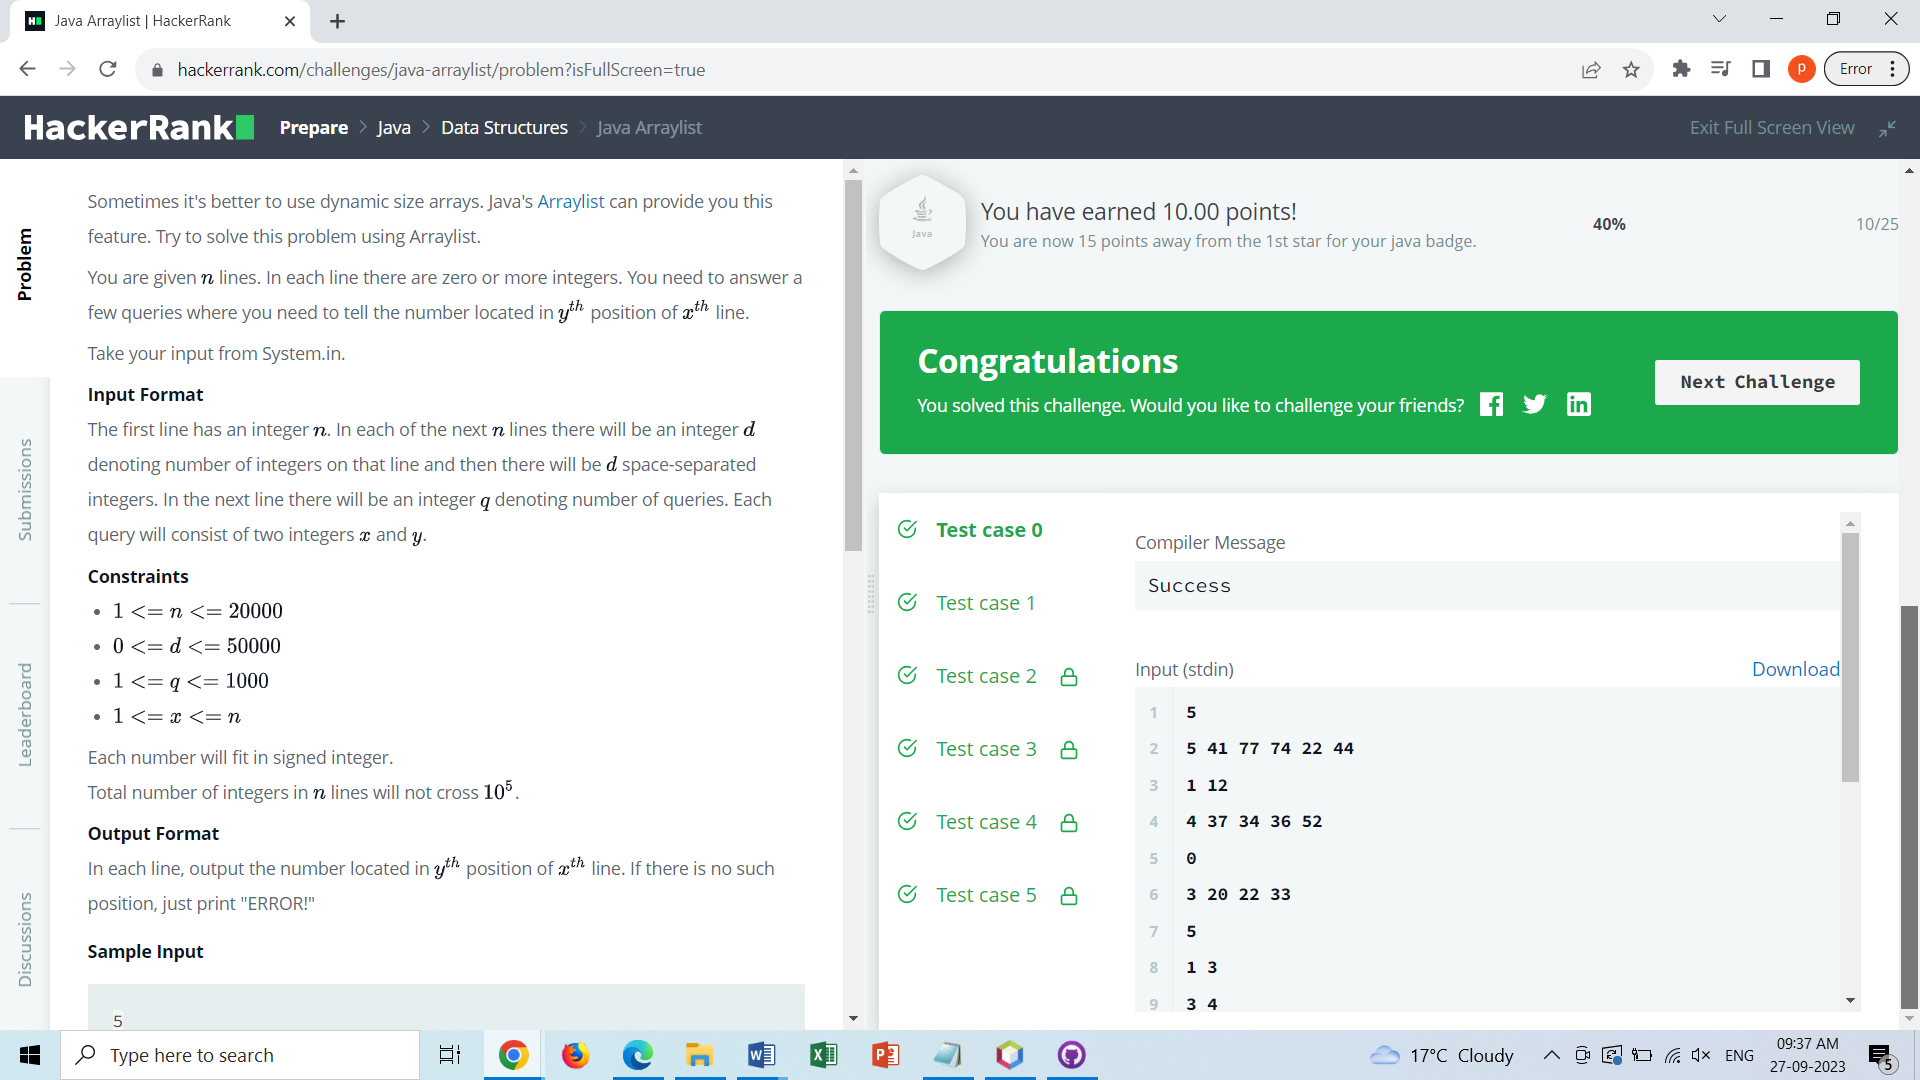 Java Arraylist | HackerRank
hackerrank.com/challenges/java-arraylist/problem?isFullScreen=true
P
Error
HackerRank
Prepare > Java > Data Structures > Java Arraylist
Exit Full Screen View
Problem
Submissions
Leaderboard
Discussions
Sometimes it's better to use dynamic size arrays. Java's Arraylist can provide you this
feature. Try to solve this problem using Arraylist.
You are given n lines. In each line there are zero or more integers. You need to answer a
few queries where you need to tell the number located in y^th position of x^th line.
Take your input from System.in.
Input Format
The first line has an integer n. In each of the next n lines there will be an integer d
denoting number of integers on that line and then there will be d space-separated
integers. In the next line there will be an integer q denoting number of queries. Each
query will consist of two integers x and y.
Constraints
• 1 <= n <= 20000
• 0 <= d <= 50000
• 1 <= q <= 1000
• 1 <= x <= n
Each number will fit in signed integer.
Total number of integers in n lines will not cross 10^5.
Output Format
In each line, output the number located in y^th position of x^th line. If there is no such
position, just print "ERROR!"
Sample Input
5
Java
You have earned 10.00 points!
You are now 15 points away from the 1st star for your java badge.
40%
10/25
Congratulations
You solved this challenge. Would you like to challenge your friends?
Next Challenge
Test case 0
Test case 1
Test case 2
Test case 3
Test case 4
Test case 5
Compiler Message
Success
Input (stdin)
Download
1 5
2 5 41 77 74 22 44
3 1 12
4 4 37 34 36 52
5 0
6 3 20 22 33
7 5
8 1 3
9 3 4
Type here to search
17°C Cloudy
ENG
09:37 AM
27-09-2023
5